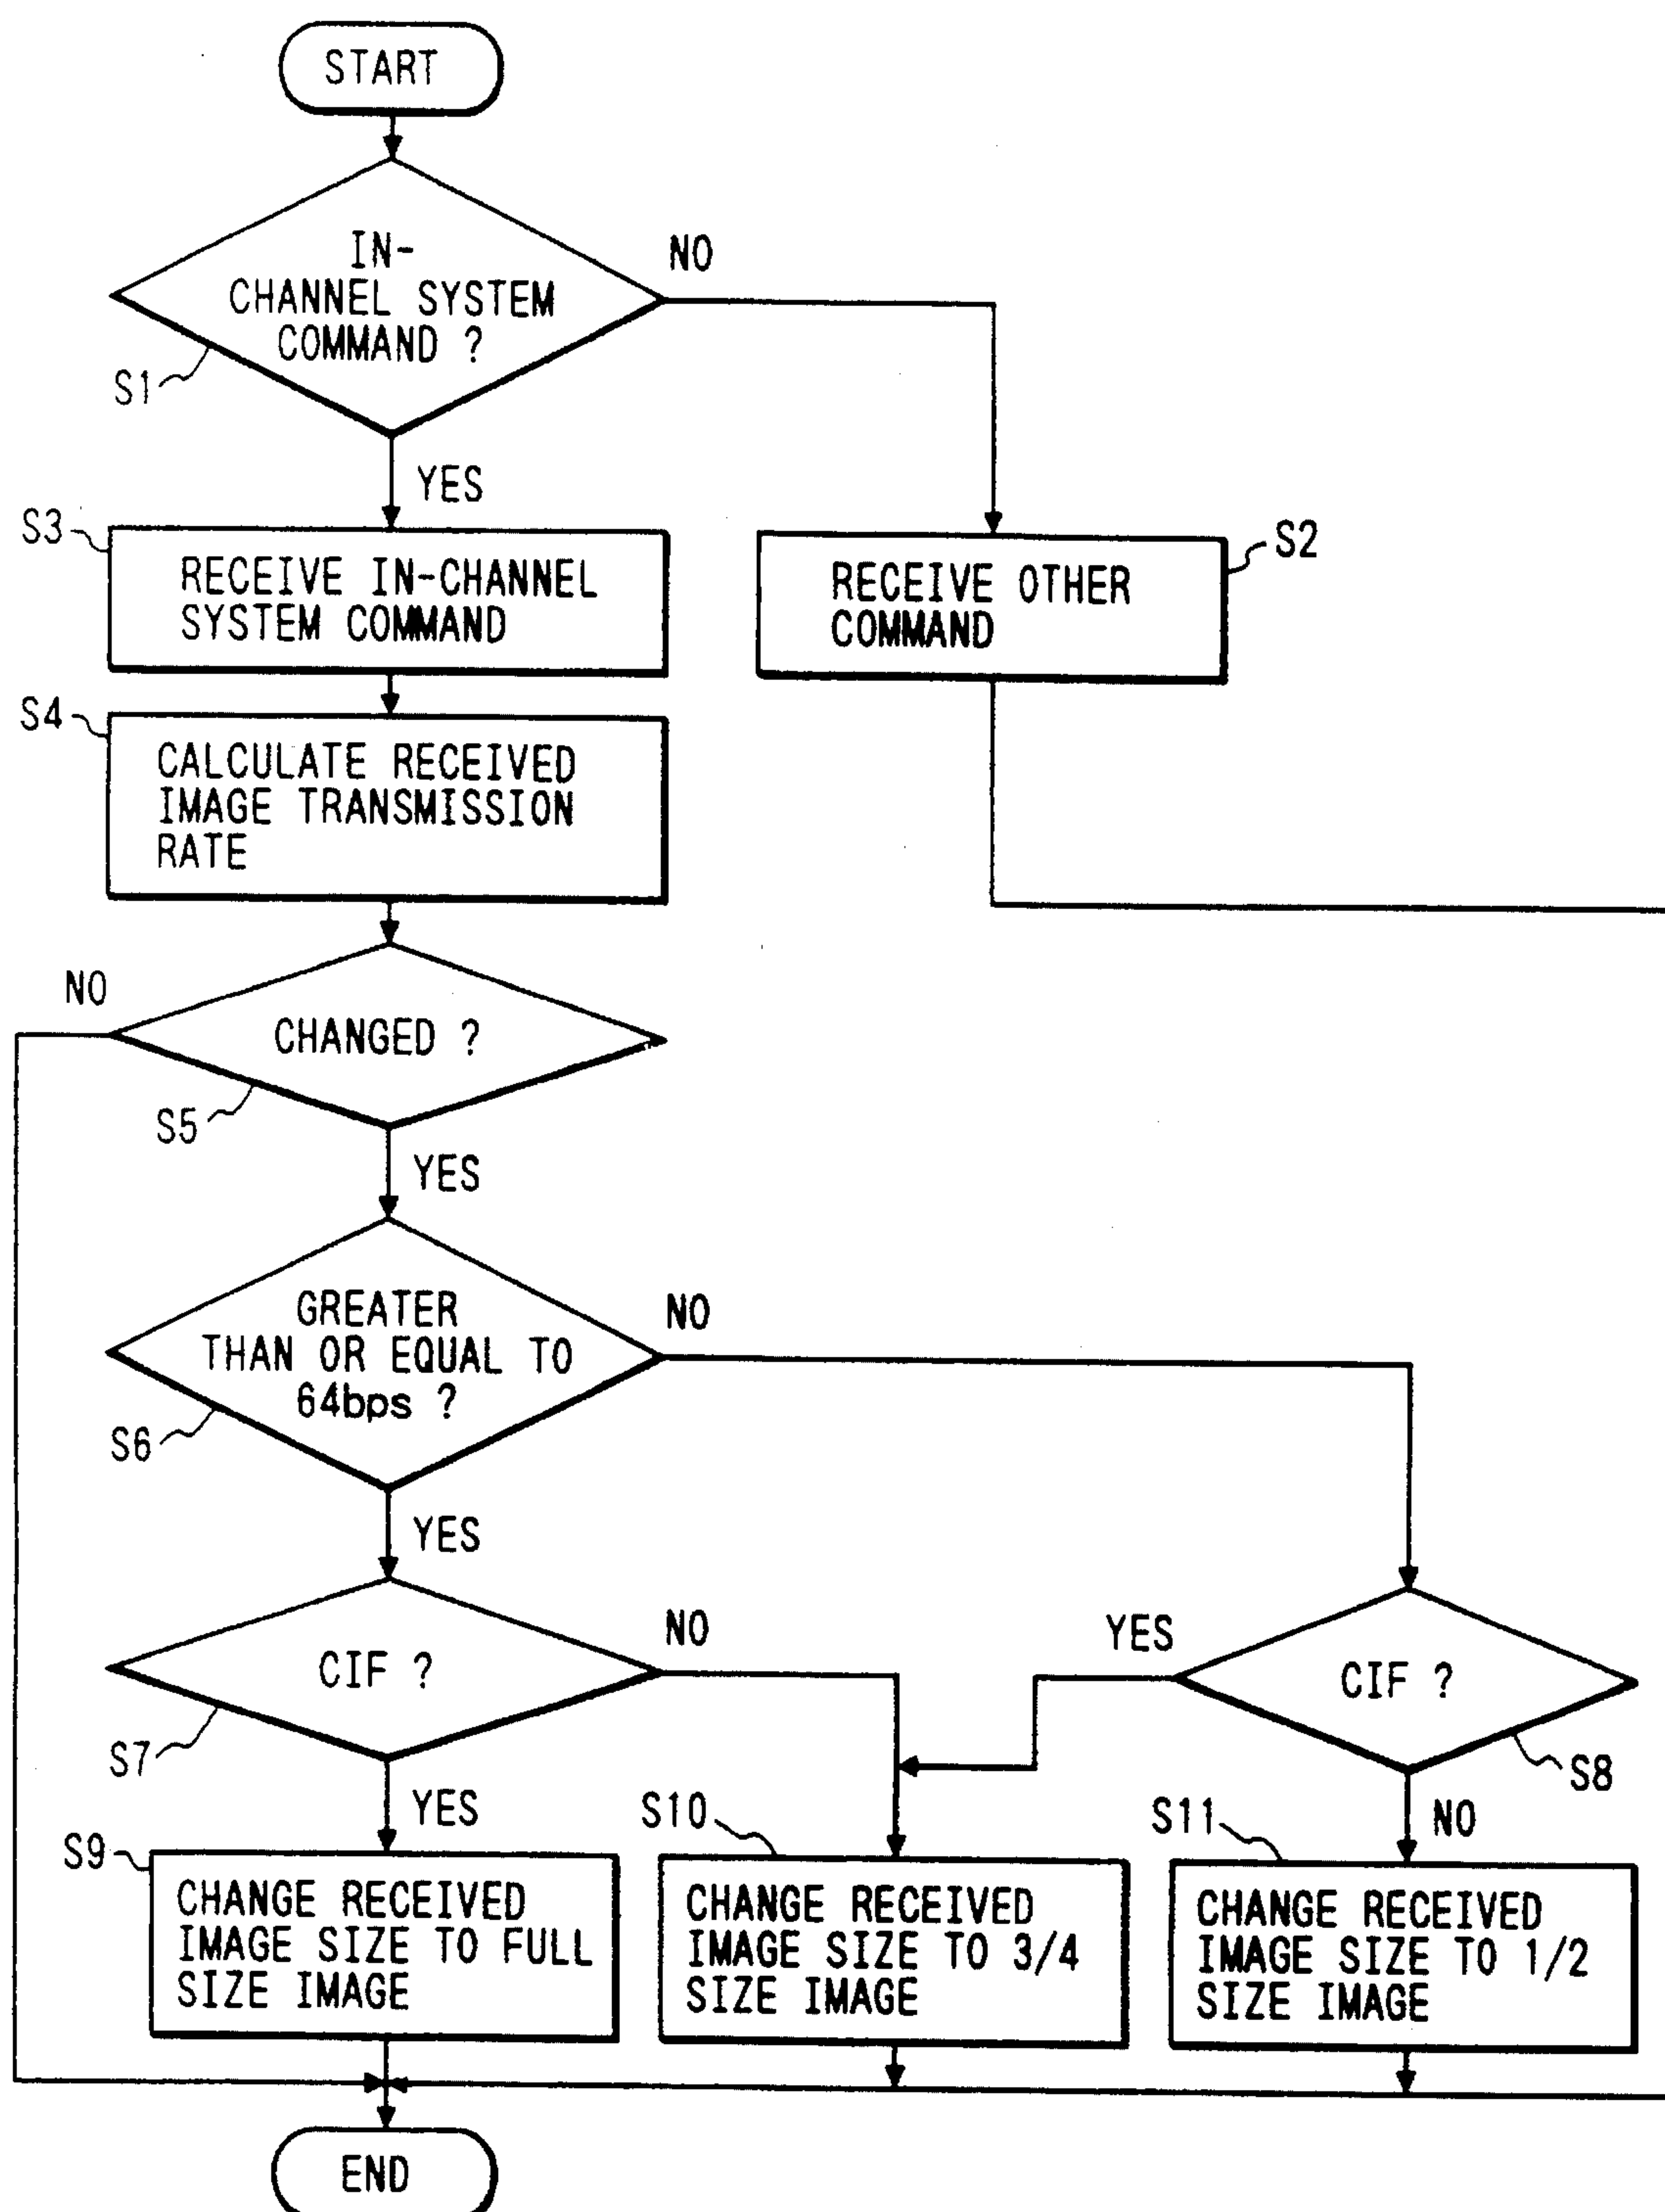 START
IN-
CHANNEL SYSTEM
COMMAND ?
NO
S1
YES
S3
RECEIVE IN-CHANNEL
SYSTEM COMMAND
S2
RECEIVE OTHER
COMMAND
S4
CALCULATE RECEIVED
IMAGE TRANSMISSION
RATE
NO
CHANGED ?
S5
YES
GREATER
THAN OR EQUAL TO
64bps ?
NO
S6
YES
CIF ?
NO
S7
YES
YES
CIF ?
S8
NO
S9
CHANGE RECEIVED
IMAGE SIZE TO FULL
SIZE IMAGE
S10
CHANGE RECEIVED
IMAGE SIZE TO 3/4
SIZE IMAGE
S11
CHANGE RECEIVED
IMAGE SIZE TO 1/2
SIZE IMAGE
END